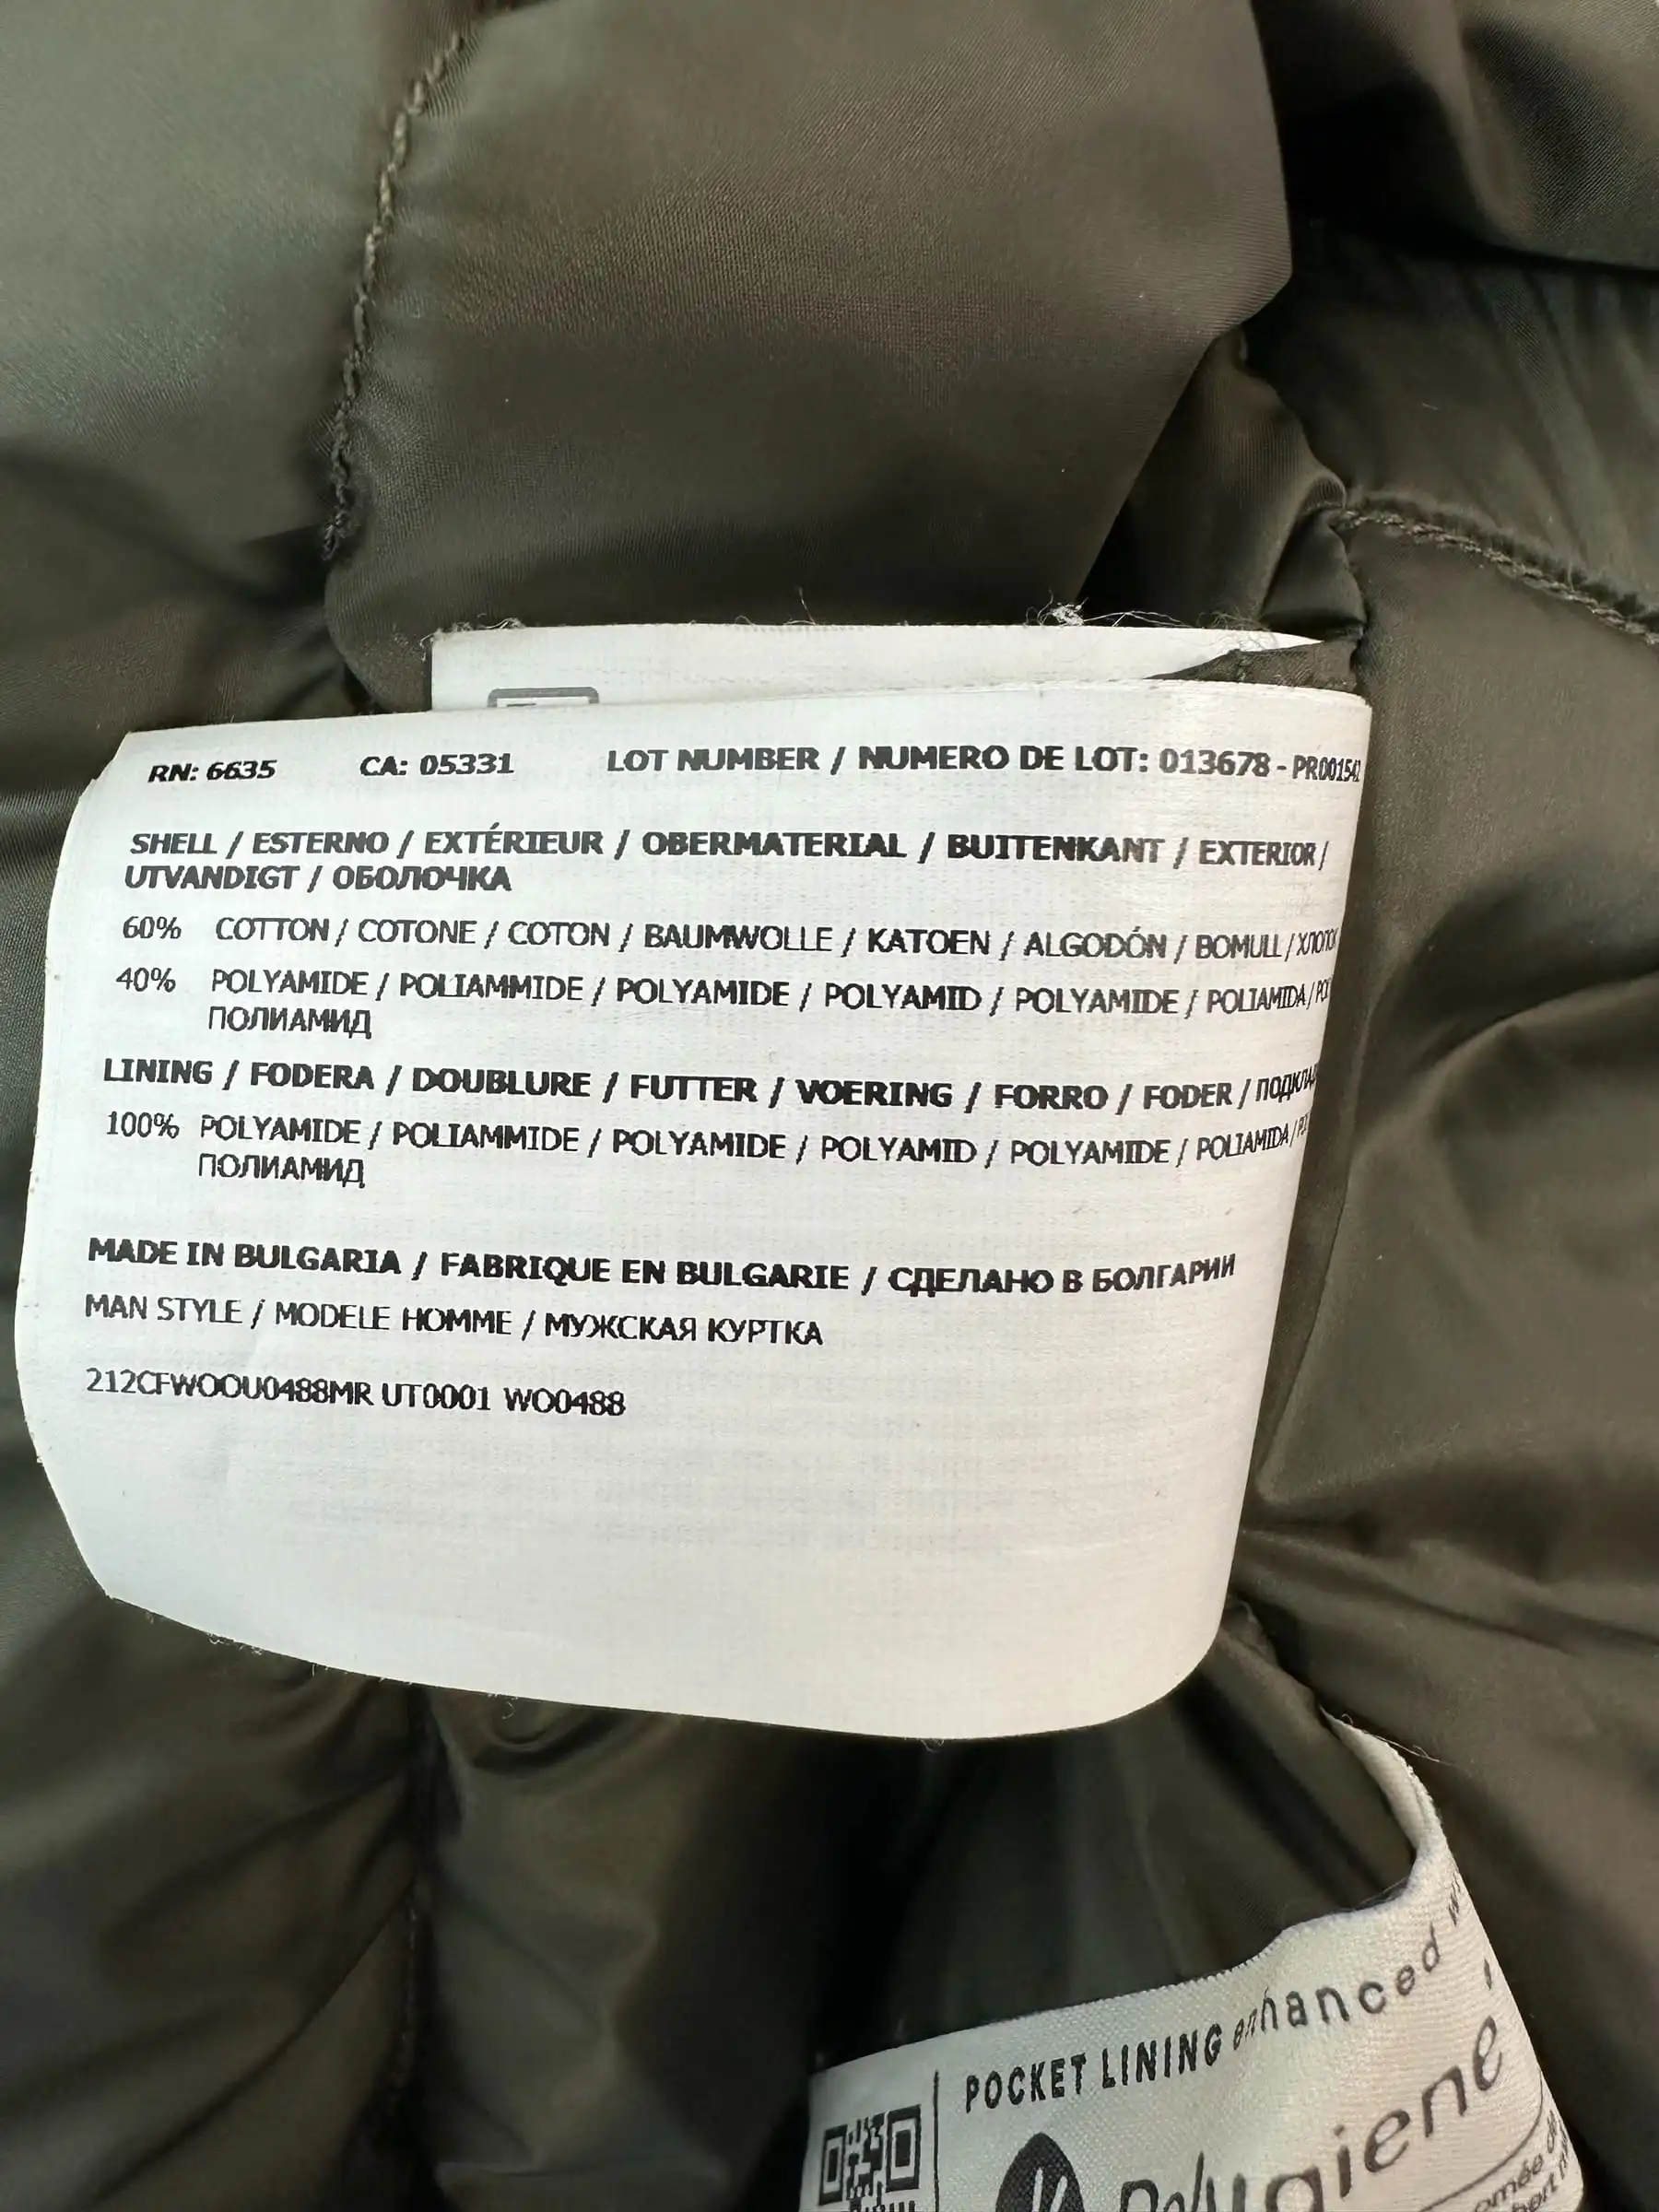 RN: 6635 CA: 05331 LOT NUMBER / NUMERO DE LOT: 013678 - PR001542
SHELL / ESTERNO / EXTÉRIEUR / OBERMATERIAL / BUITENKANT / EXTERIOR /
UTVANDIGT / ОБОЛОЧКА
60% COTTON / COTONE / COTON / BAUMWOLLE / KATOEN / ALGODÓN / BOMULL / ХЛОПОК
40% POLYAMIDE / POLIAMMIDE / POLYAMIDE / POLYAMID / POLYAMIDE / POLIAMIDA /
ПОЛИАМИД
LINING / FODERA / DOUBLURE / FUTTER / VOERING / FORRO / FODER /
100% POLYAMIDE / POLIAMMIDE / POLYAMIDE / POLYAMID / POLYAMIDE / POLIAMIDA /
ПОЛИАМИД
MADE IN BULGARIA / FABRIQUE EN BULGARIE / СДЕЛАНО В БОЛГАРИИ
MAN STYLE / MODELE HOMME / МУЖСКАЯ КУРТКА
212CFWOOU0488MR UT0001 WO0488
POCKET LINING enhanced
Polygiene